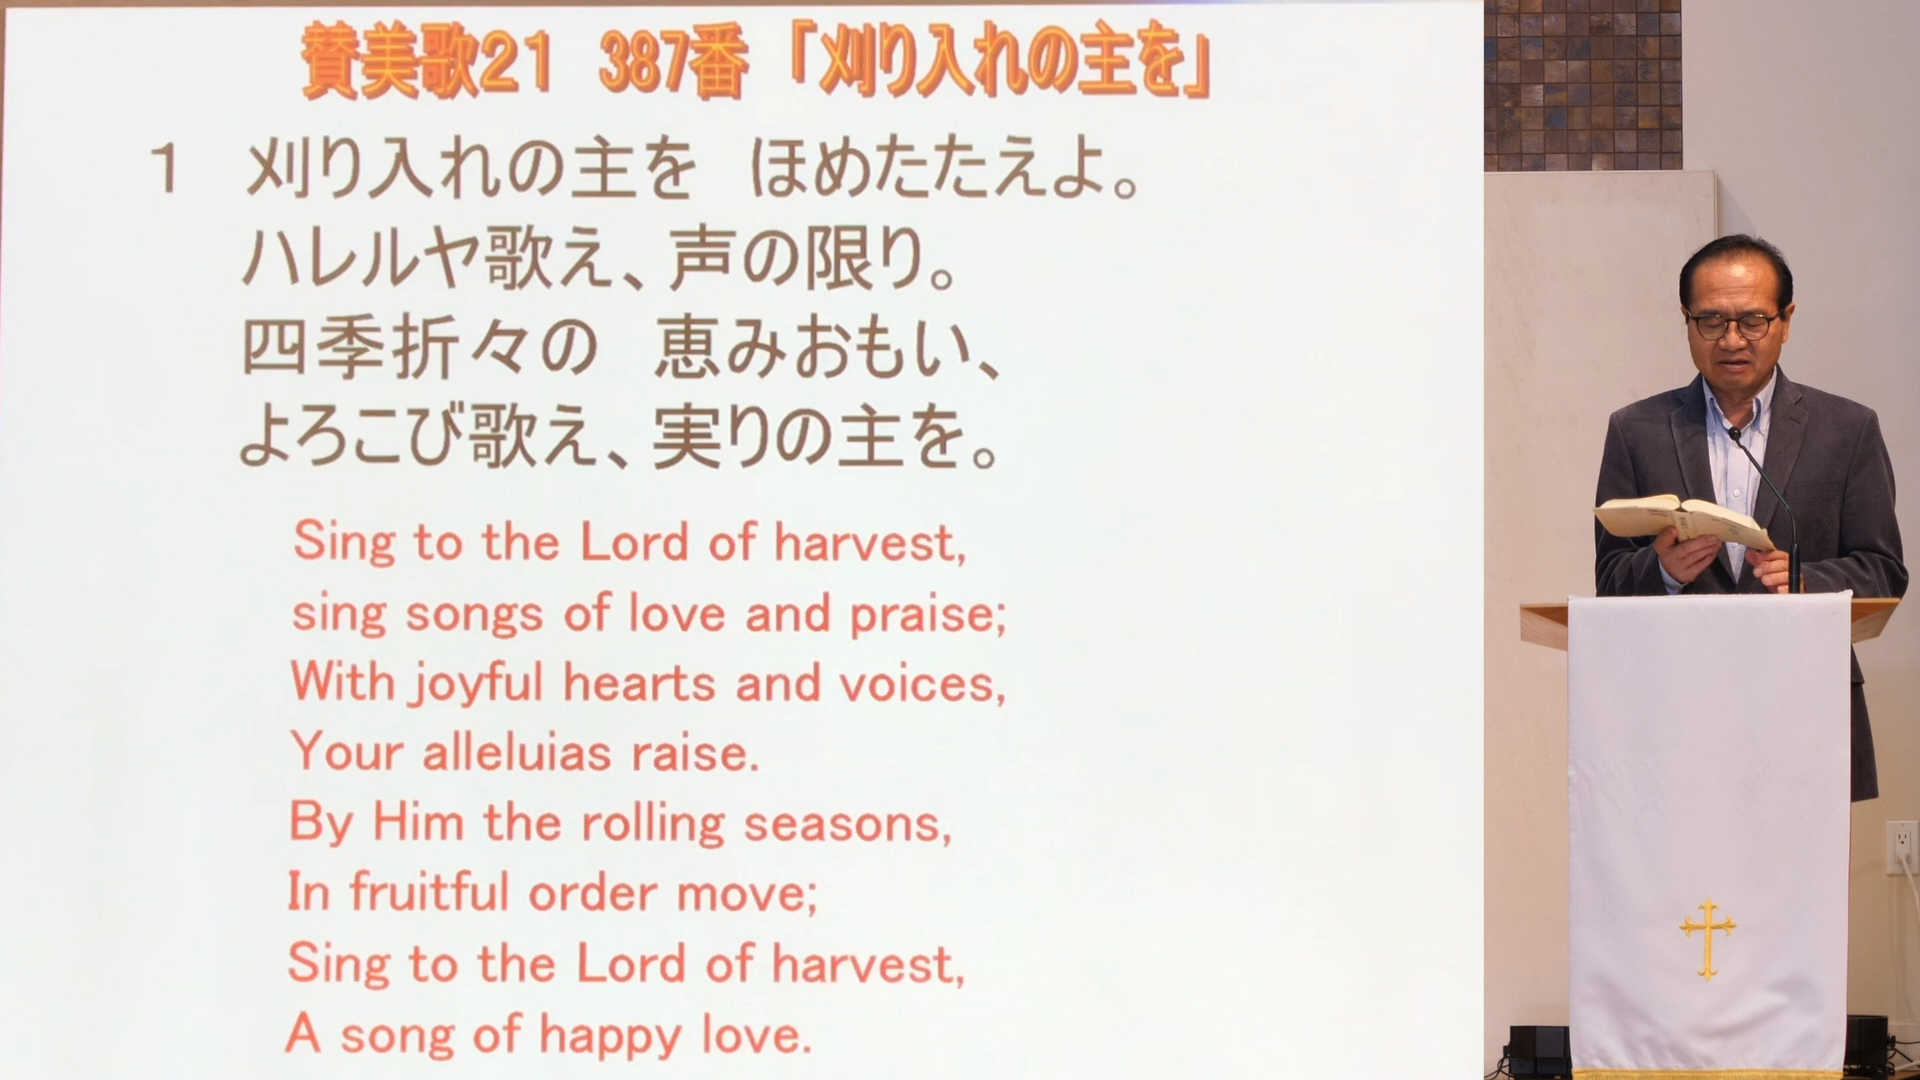 賛美歌21 387番 「刈り入れの主を」
1 刈り入れの主を ほめたたえよ。
ハレルヤ歌え、声の限り。
四季折々の 恵みおもい、
よろこび歌え、実りの主を。
Sing to the Lord of harvest,
sing songs of love and praise;
With joyful hearts and voices,
Your alleluias raise.
By Him the rolling seasons,
In fruitful order move;
Sing to the Lord of harvest,
A song of happy love.